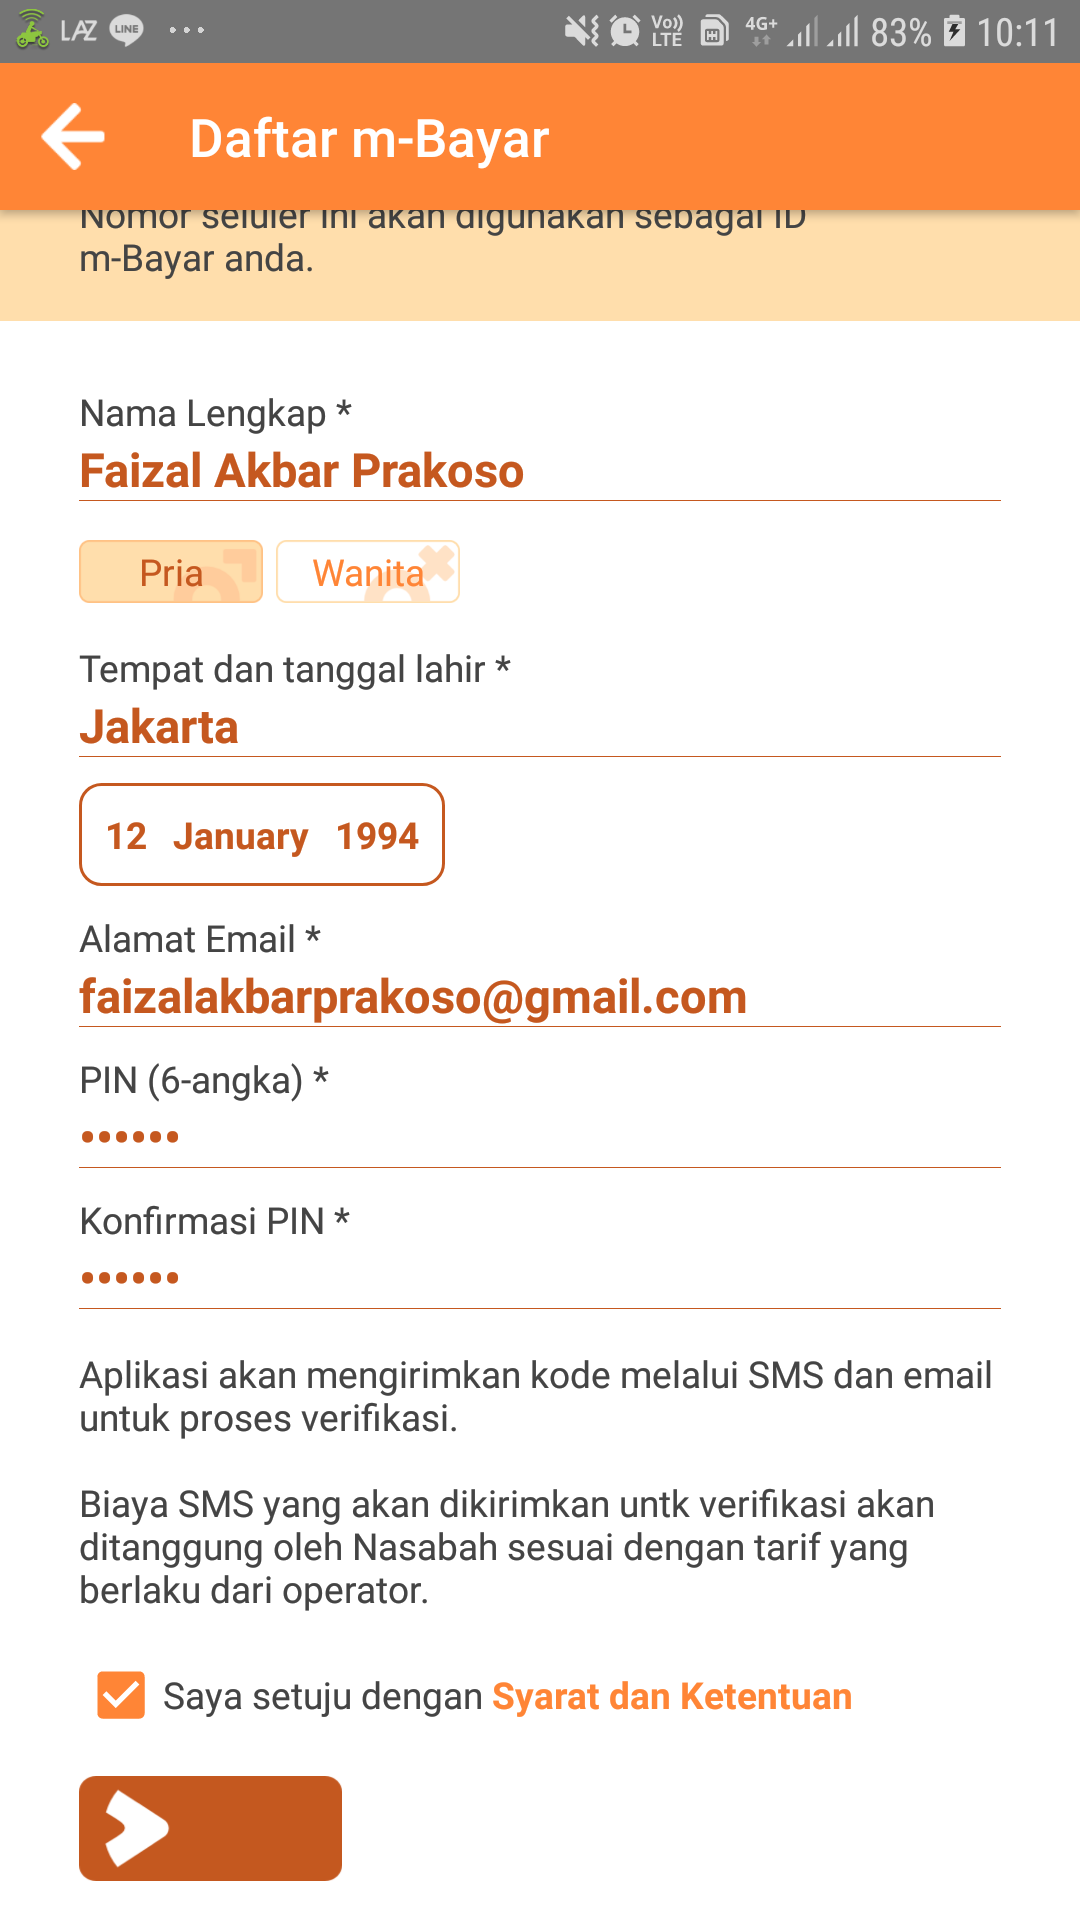 LAZ LINE ... Vo)) LTE 4G+ 83% 10:11
Daftar m-Bayar
Nomor seluler ini akan digunakan sebagai ID
m-Bayar anda.
Nama Lengkap *
Faizal Akbar Prakoso
Pria Wanita
Tempat dan tanggal lahir *
Jakarta
12 January 1994
Alamat Email *
faizalakbarprakoso@gmail.com
PIN (6-angka) *
••••••
Konfirmasi PIN *
••••••
Aplikasi akan mengirimkan kode melalui SMS dan email
untuk proses verifikasi.
Biaya SMS yang akan dikirimkan untk verifikasi akan
ditanggung oleh Nasabah sesuai dengan tarif yang
berlaku dari operator.
Saya setuju dengan Syarat dan Ketentuan